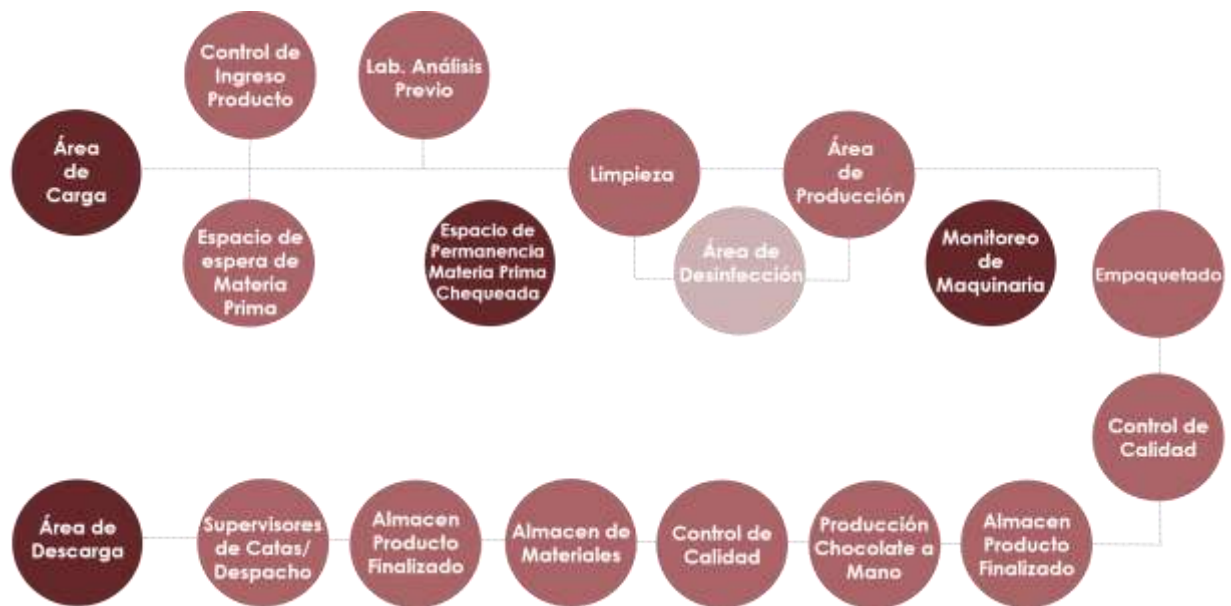 Control de
Ingreso
Producto
Lab. Análisis
Previo
Área
de
Carga
Limpieza
Área
de
Producción
Espacio de
espera de
Materia
Prima
Espacio de
Permanencia
Materia Prima
Chequeada
Área de
Desinfección
Monitoreo
de
Maquinaria
Empaquetado
Control de
Calidad
Área de
Descarga
Supervisores
de Catas/
Despacho
Almacen
Producto
Finalizado
Almacen de
Materiales
Control de
Calidad
Producción
Chocolate a
Mano
Almacen
Producto
Finalizado